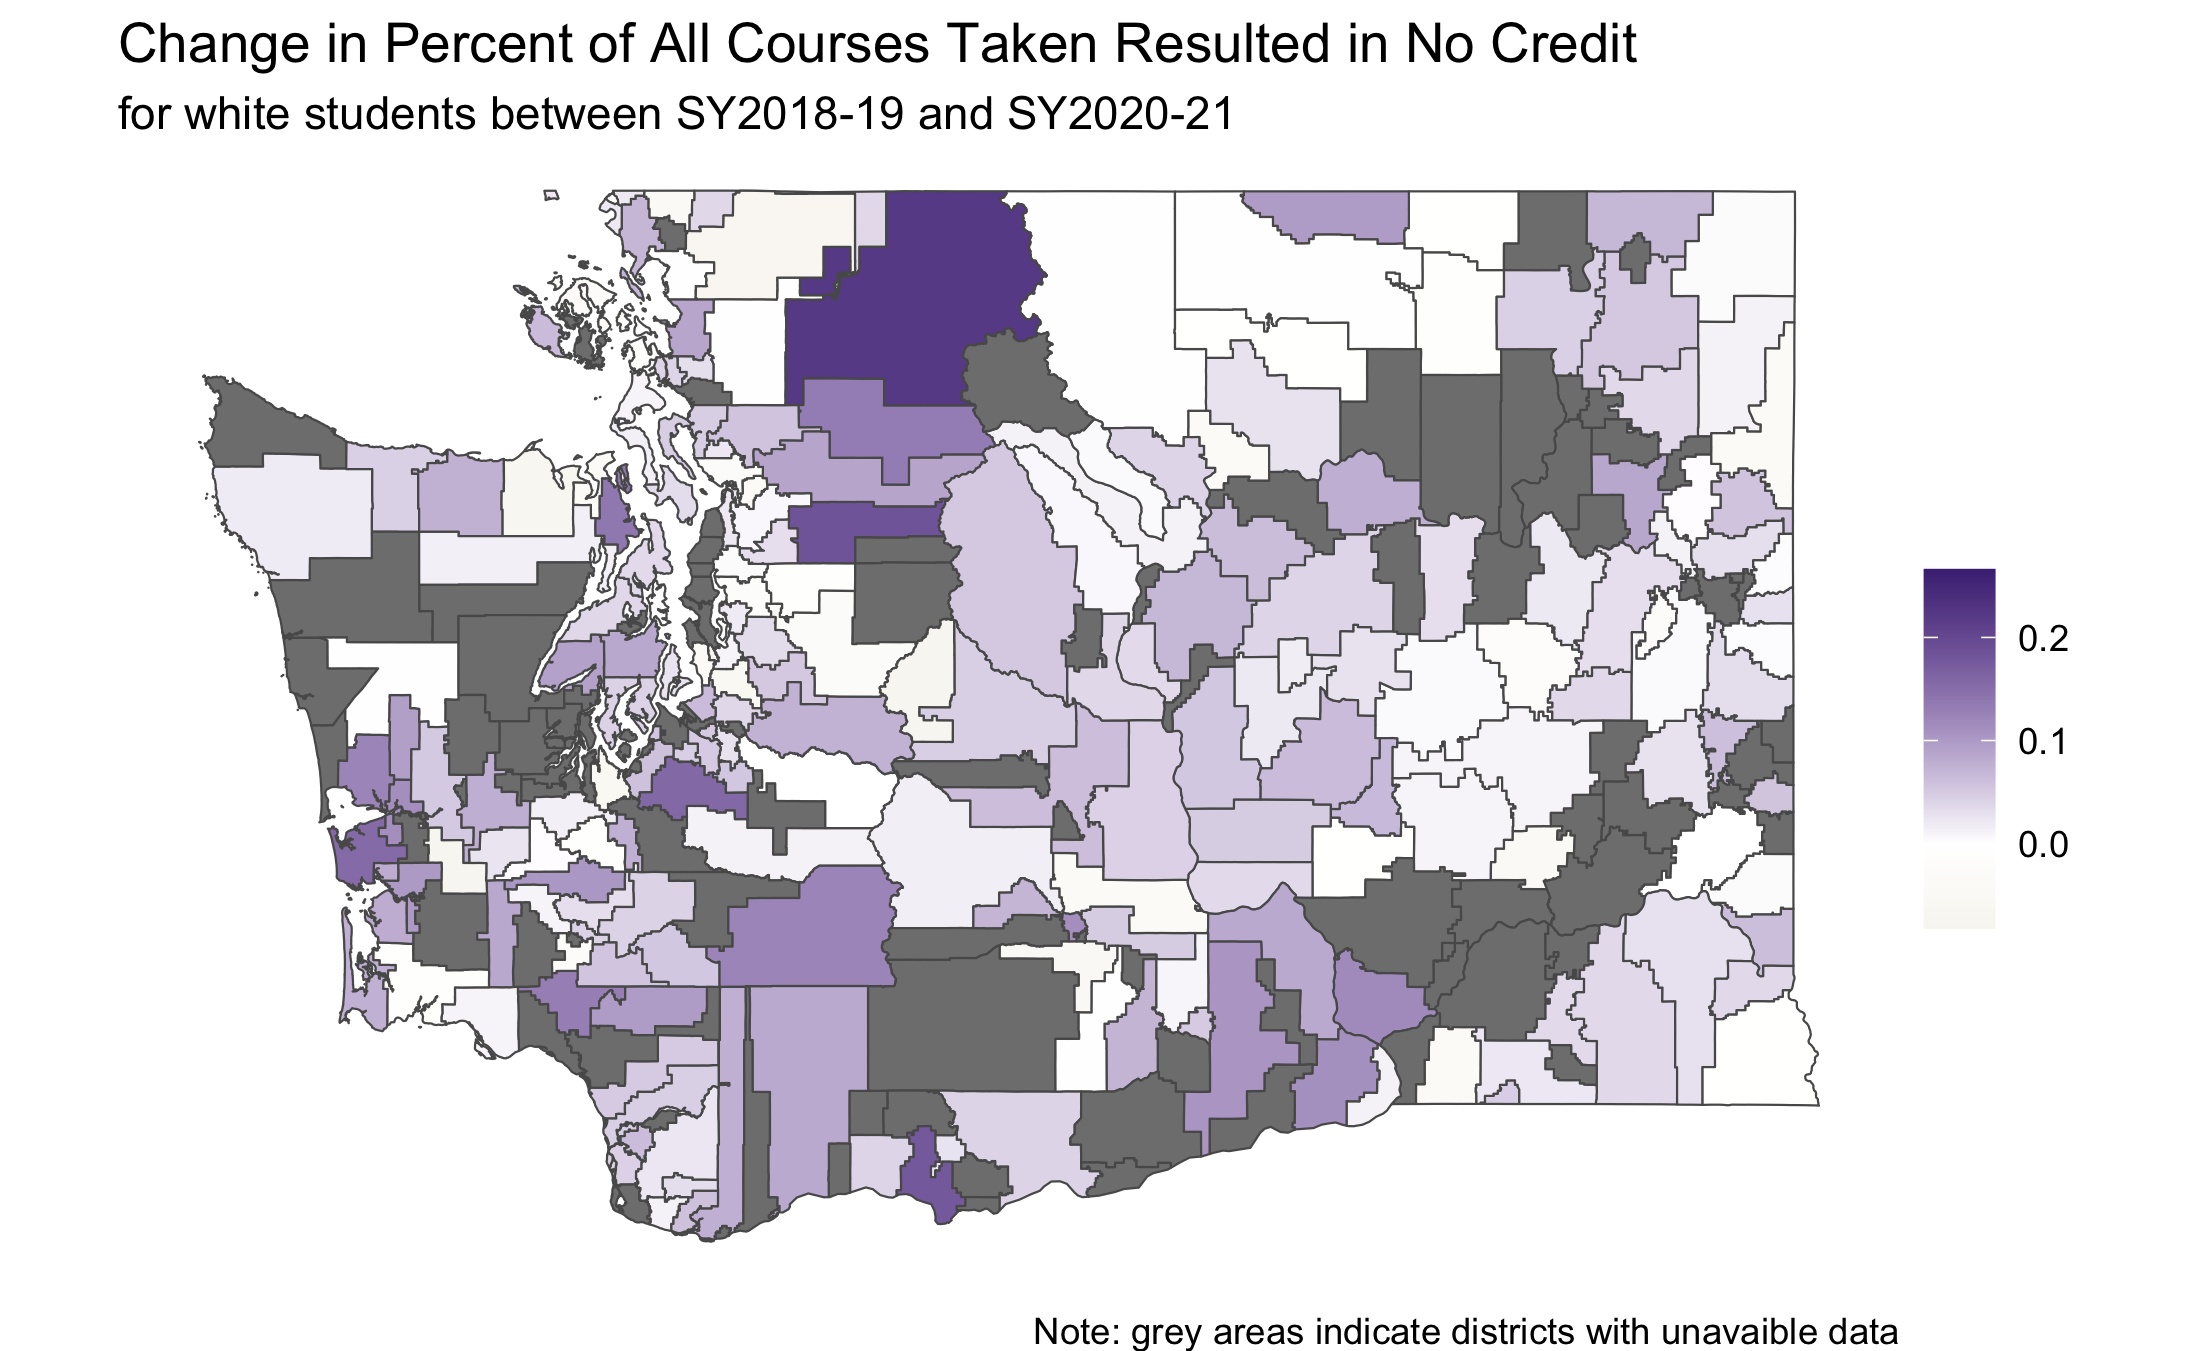 Change in Percent of All Courses Taken Resulted in No Credit
for white students between SY2018-19 and SY2020-21
0.2
0.1
0.0
Note: grey areas indicate districts with unavaible data